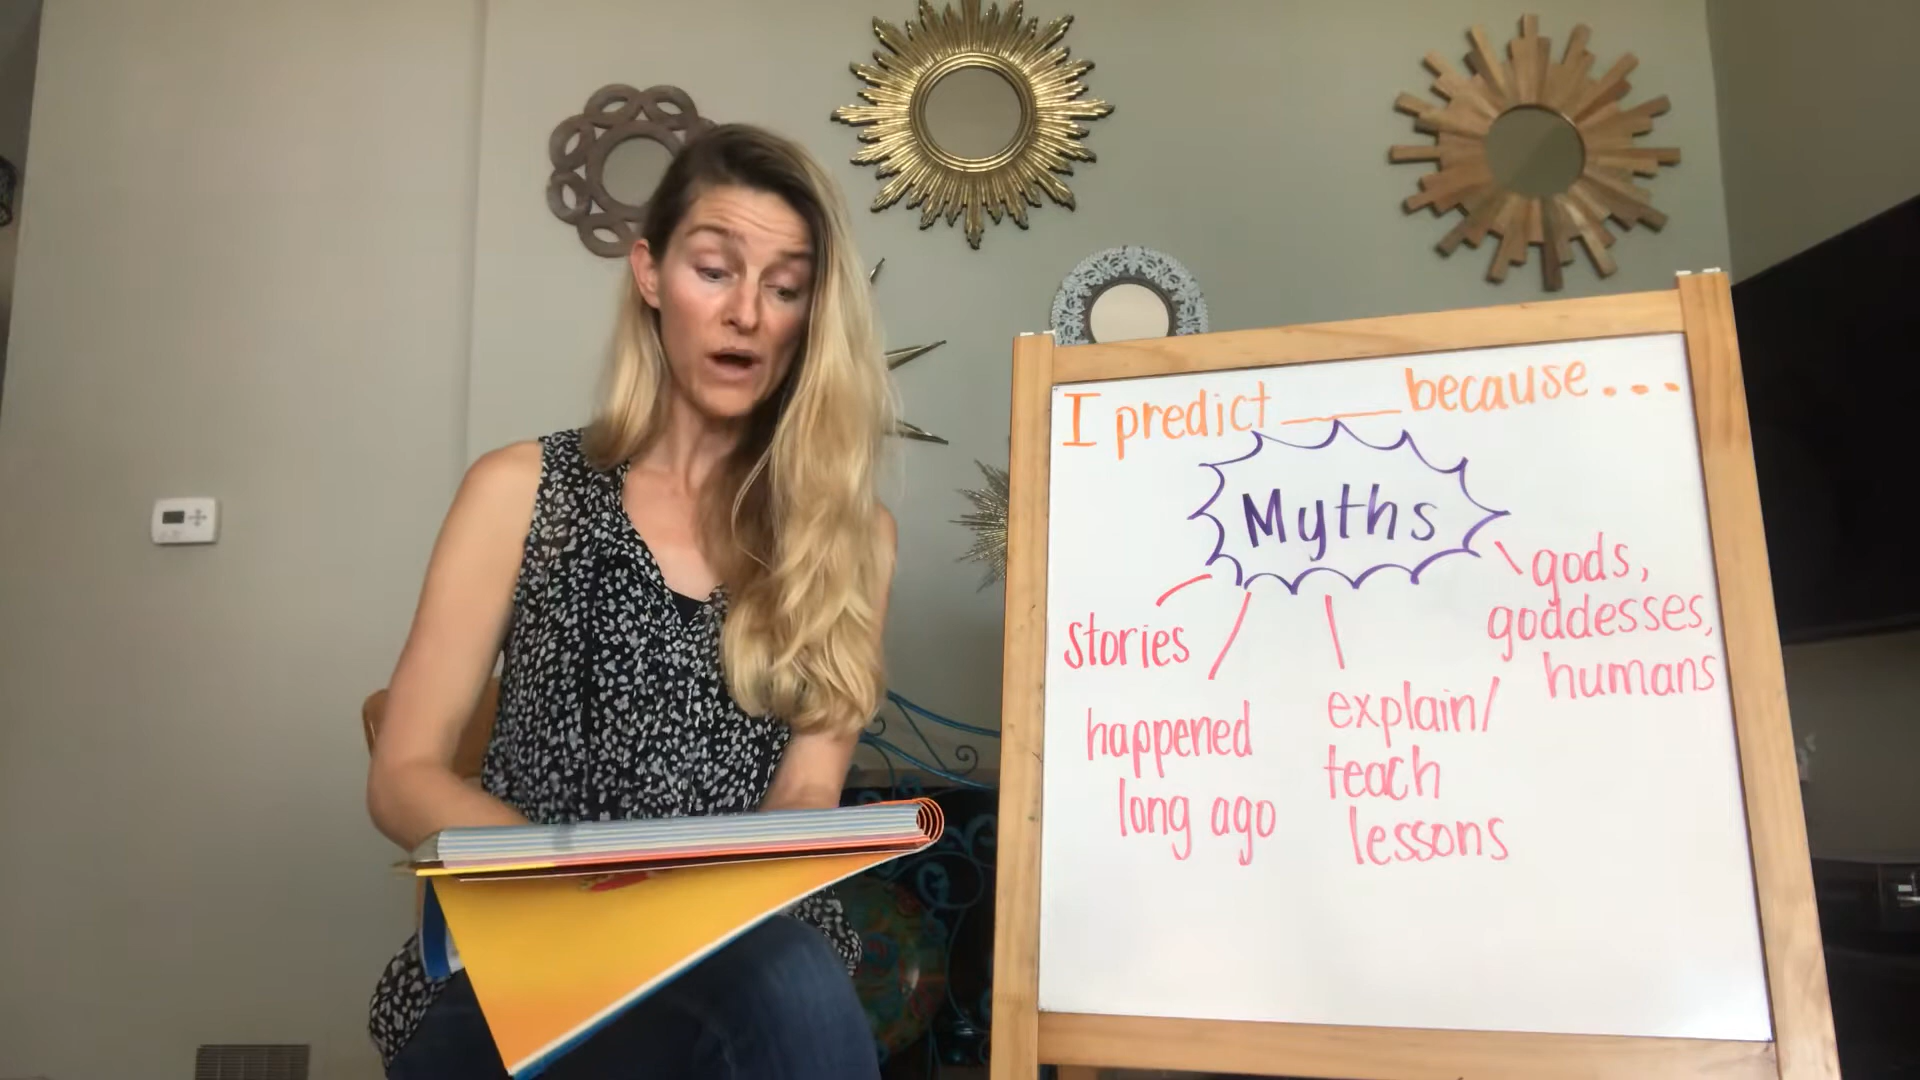 I predict ____ because...
Myths
stories
happened
long ago
explain/
teach
lessons
gods,
goddesses,
humans